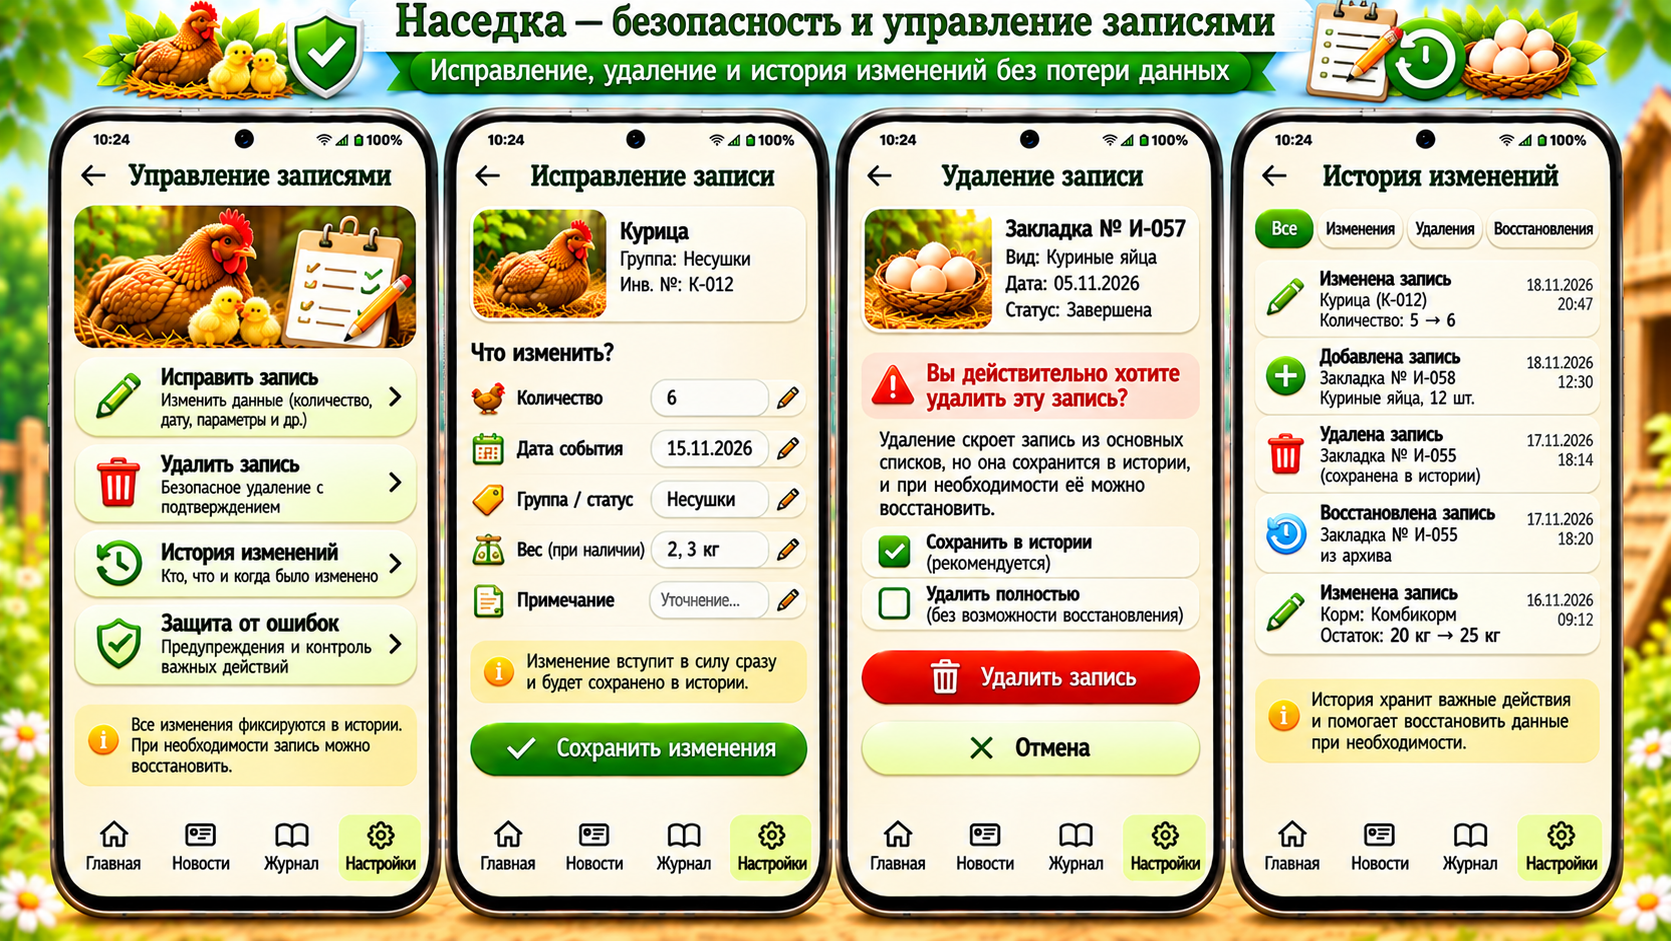 Наседка — безопасность и управление записями
Исправление, удаление и история изменений без потери данных
10:24
100%
Управление записями
Исправить запись
Изменить данные (количество,
дату, параметры и др.)
Удалить запись
Безопасное удаление с
подтверждением
История изменений
Кто, что и когда было изменено
Защита от ошибок
Предупреждения и контроль
важных действий
Все изменения фиксируются в истории.
При необходимости запись можно
восстановить.
Главная
Новости
Журнал
Настройки
10:24
100%
Исправление записи
Курица
Группа: Несушки
Инв. №: К-012
Что изменить?
Количество
6
Дата события
15.11.2026
Группа / статус
Несушки
Вес (при наличии)
2, 3 кг
Примечание
Уточнение...
Изменение вступит в силу сразу
и будет сохранено в истории.
Сохранить изменения
Главная
Новости
Журнал
Настройки
10:24
100%
Удаление записи
Закладка № И-057
Вид: Куриные яйца
Дата: 05.11.2026
Статус: Завершена
Вы действительно хотите
удалить эту запись?
Удаление скроет запись из основных
списков, но она сохранится в истории,
и при необходимости её можно
восстановить.
Сохранить в истории
(рекомендуется)
Удалить полностью
(без возможности восстановления)
Удалить запись
Отмена
Главная
Новости
Журнал
Настройки
10:24
100%
История изменений
Все
Изменения
Удаления
Восстановления
Изменена запись
Курица (К-012)
Количество: 5 → 6
18.11.2026
20:47
Добавлена запись
Закладка № И-058
Куриные яйца, 12 шт.
18.11.2026
12:30
Удалена запись
Закладка № И-055
(сохранена в истории)
17.11.2026
18:14
Восстановлена запись
Закладка № И-055
из архива
17.11.2026
18:20
Изменена запись
Корм: Комбикорм
Остаток: 20 кг → 25 кг
16.11.2026
09:12
История хранит важные действия
и помогает восстановить данные
при необходимости.
Главная
Новости
Журнал
Настройки